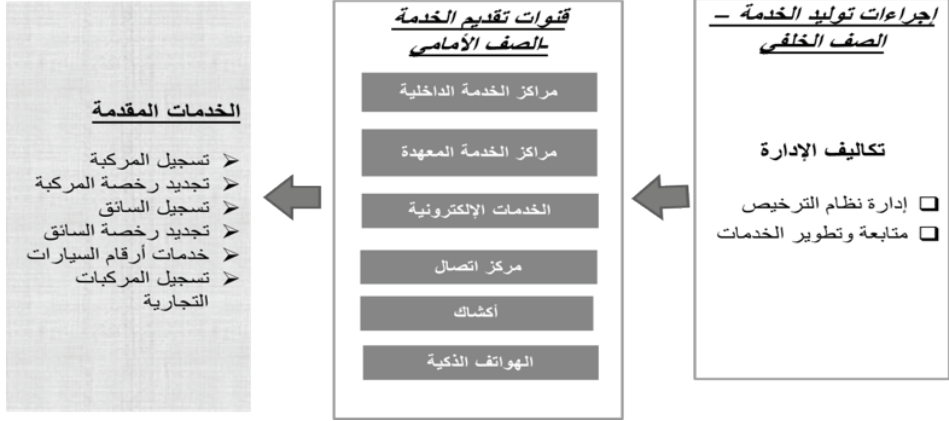 إجراءات توليد الخدمة –
الصف الخلفي
تكاليف الإدارة
❑ إدارة نظام الترخيص
❑ متابعة وتطوير الخدمات
قنوات تقديم الخدمة
-الصف الأمامي
مراكز الخدمة الداخلية
مراكز الخدمة المعهدة
الخدمات الإلكترونية
مركز اتصال
أكشاك
الهواتف الذكية
الخدمات المقدمة
➢ تسجيل المركبة
➢ تجديد رخصة المركبة
➢ تسجيل السائق
➢ تجديد رخصة السائق
➢ خدمات أرقام السيارات
➢ تسجيل المركبات
التجارية